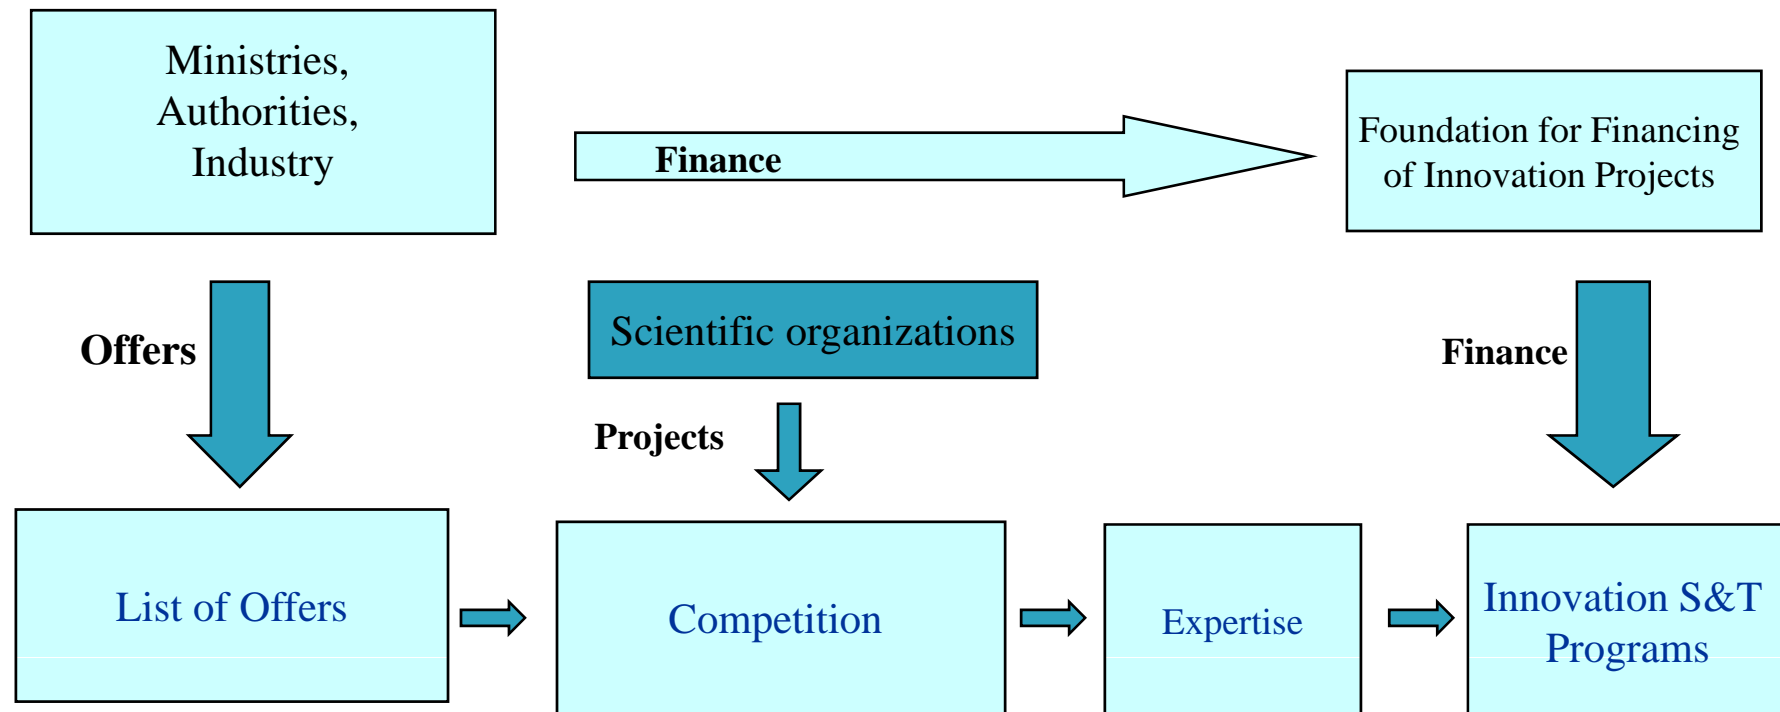 Ministries,
Authorities,
Industry
Finance
Foundation for Financing
of Innovation Projects
Offers
Scientific organizations
Finance
Projects
List of Offers
Competition
Expertise
Innovation S&T
Programs